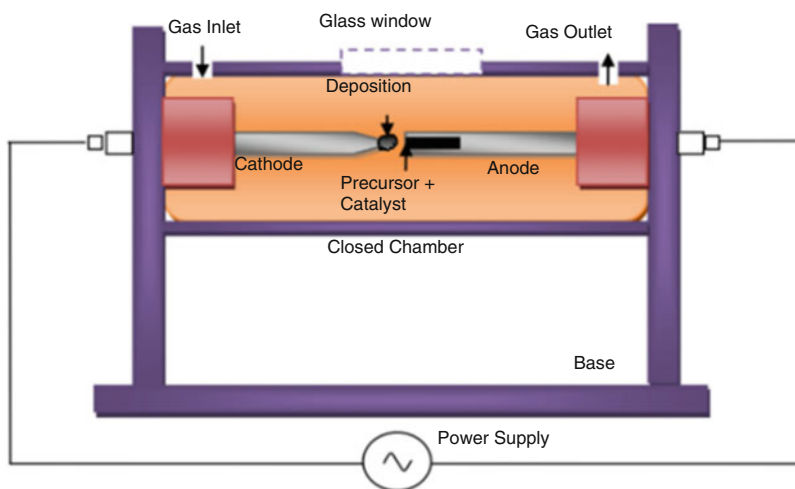 Glass window
Gas Inlet
Gas Outlet
Deposition
Cathode
Anode
Precursor +
Catalyst
Closed Chamber
Base
Power Supply